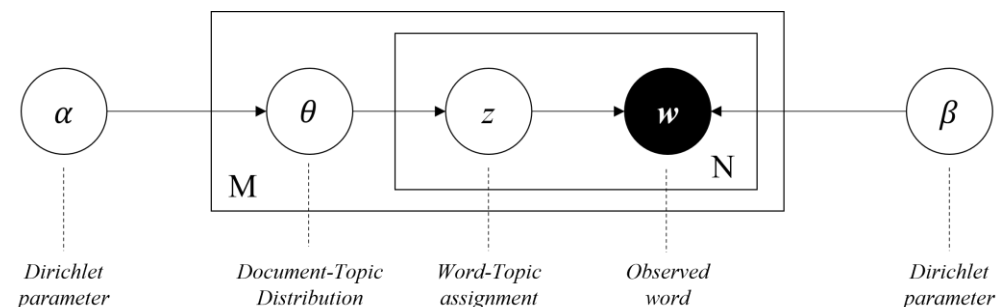 α θ z w β
M N
Dirichlet parameter
Document-Topic Distribution
Word-Topic assignment
Observed word
Dirichlet parameter